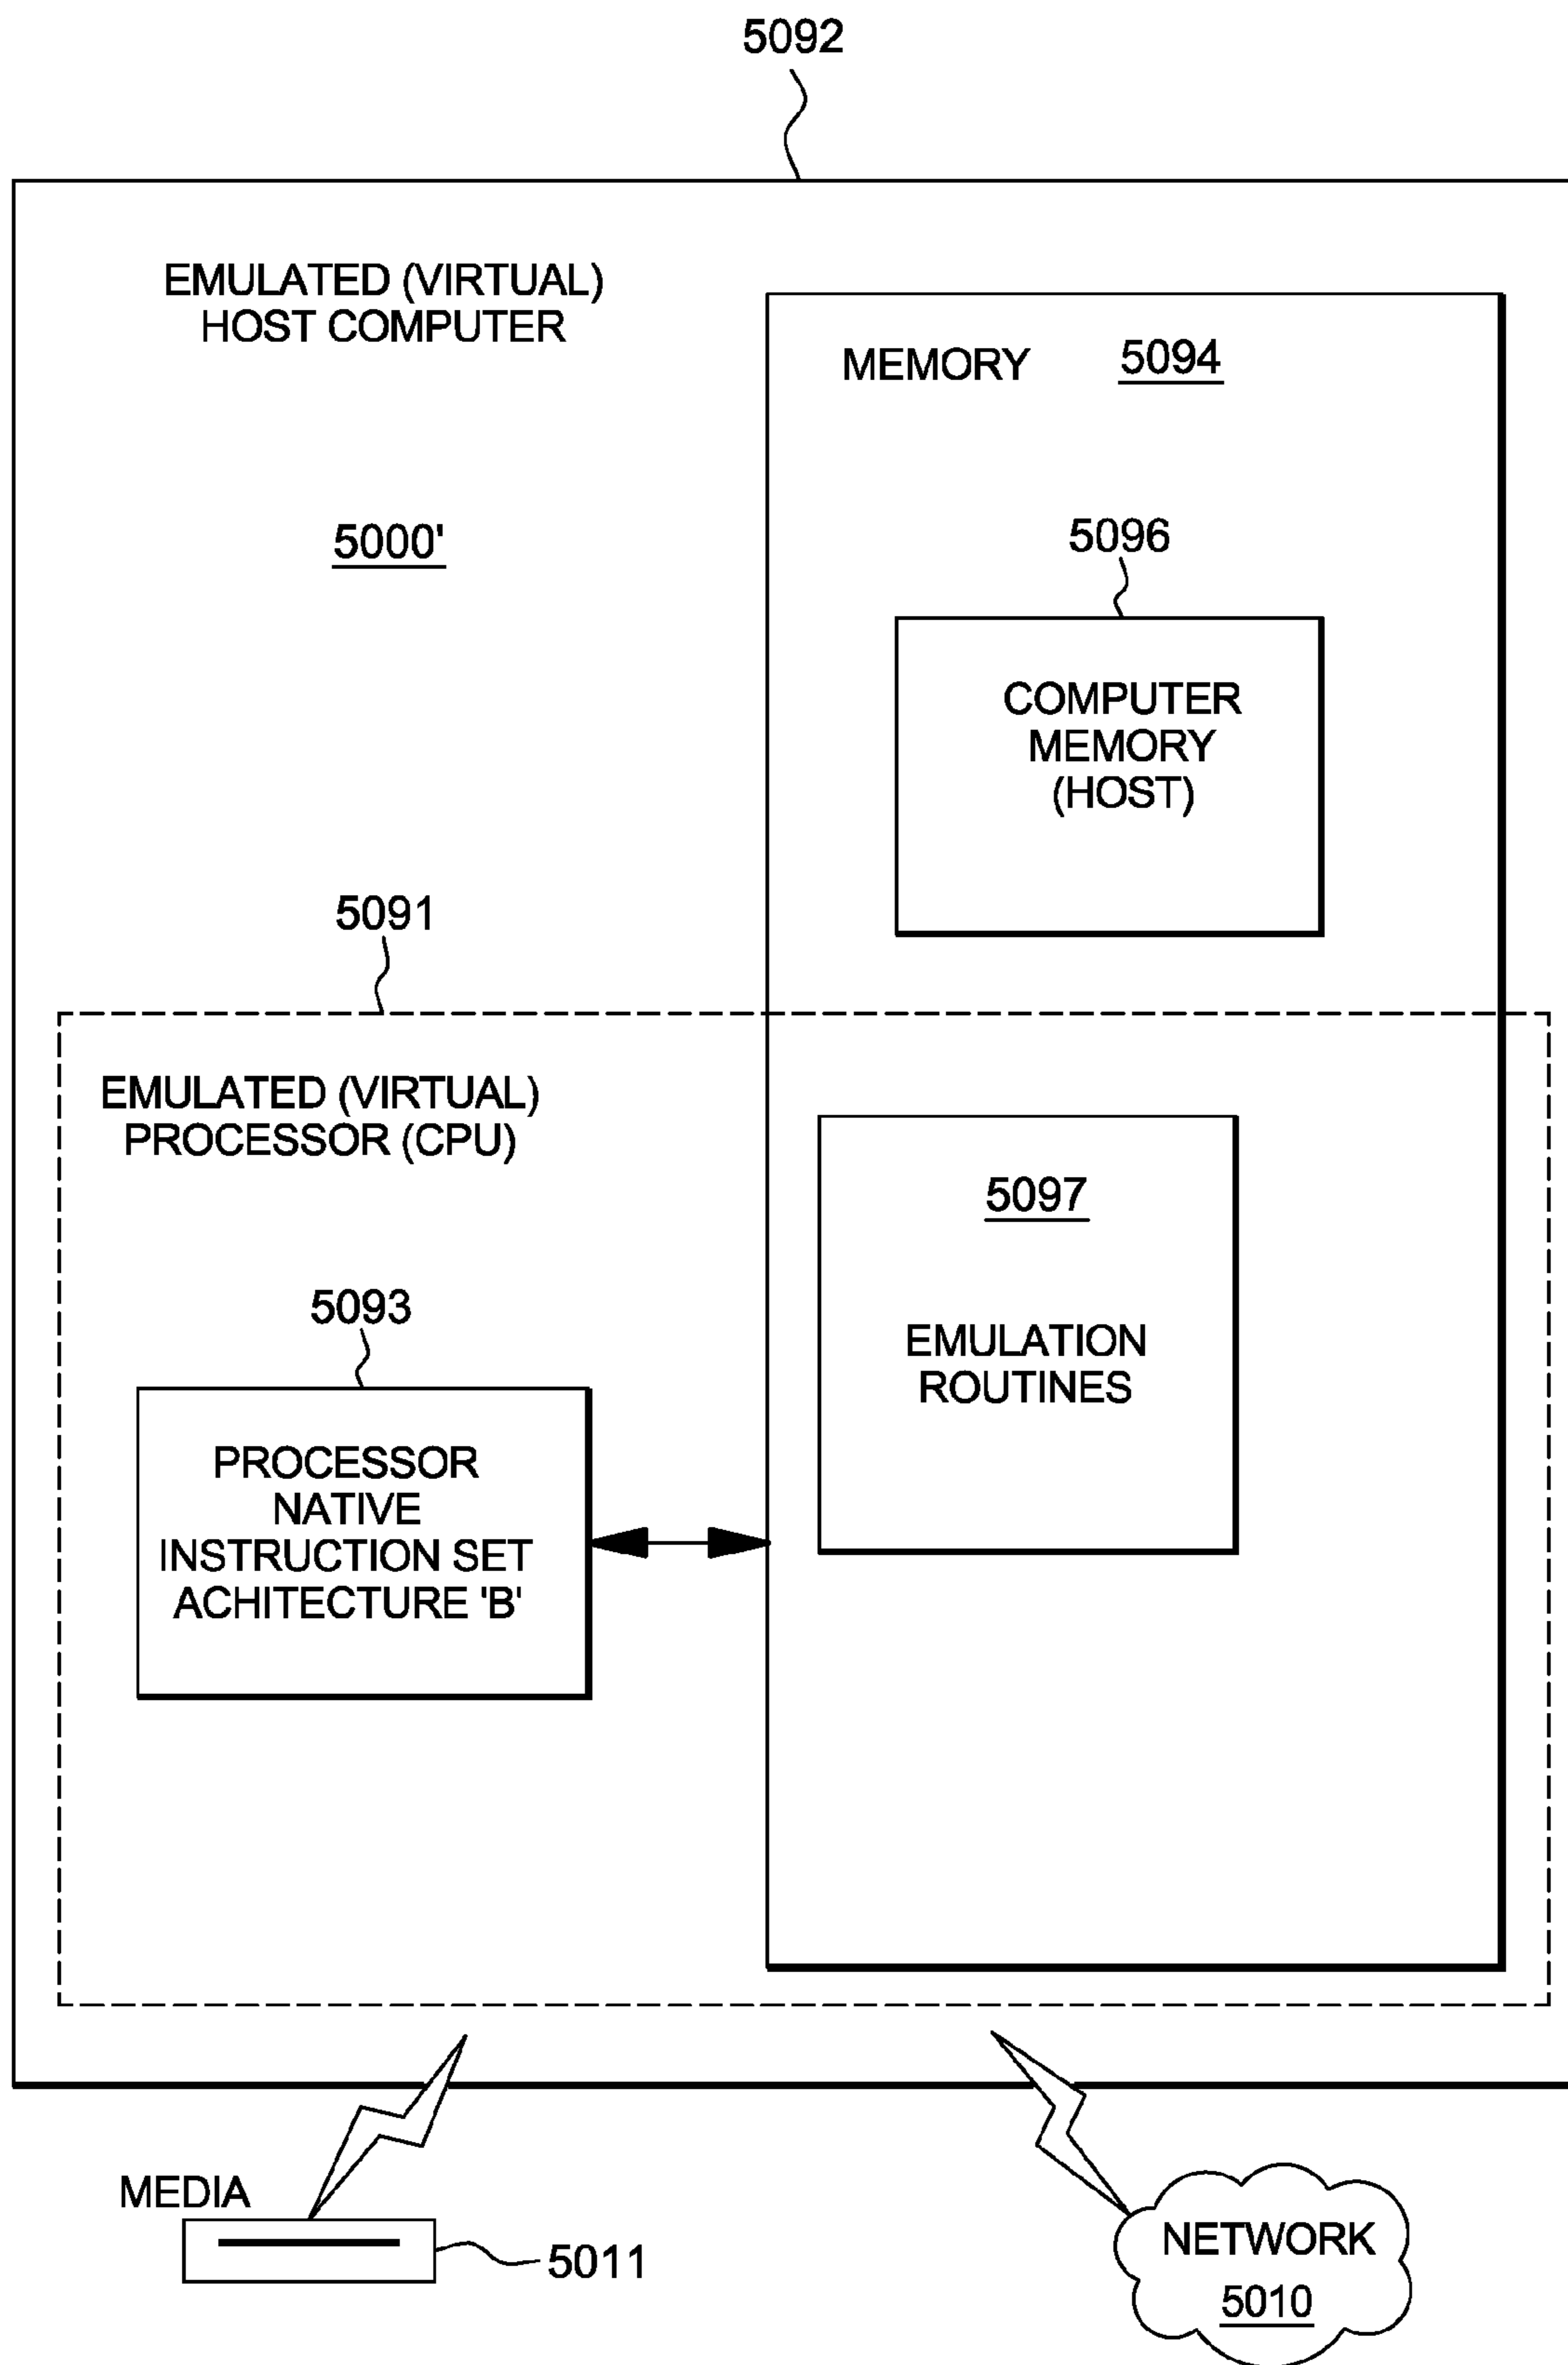 5092
EMULATED (VIRTUAL)
HOST COMPUTER
MEMORY 5094
5000'
5096
COMPUTER
MEMORY
(HOST)
5091
EMULATED (VIRTUAL)
PROCESSOR (CPU)
5097
EMULATION
ROUTINES
5093
PROCESSOR
NATIVE
INSTRUCTION SET
ACHITECTURE 'B'
MEDIA
5011
NETWORK
5010